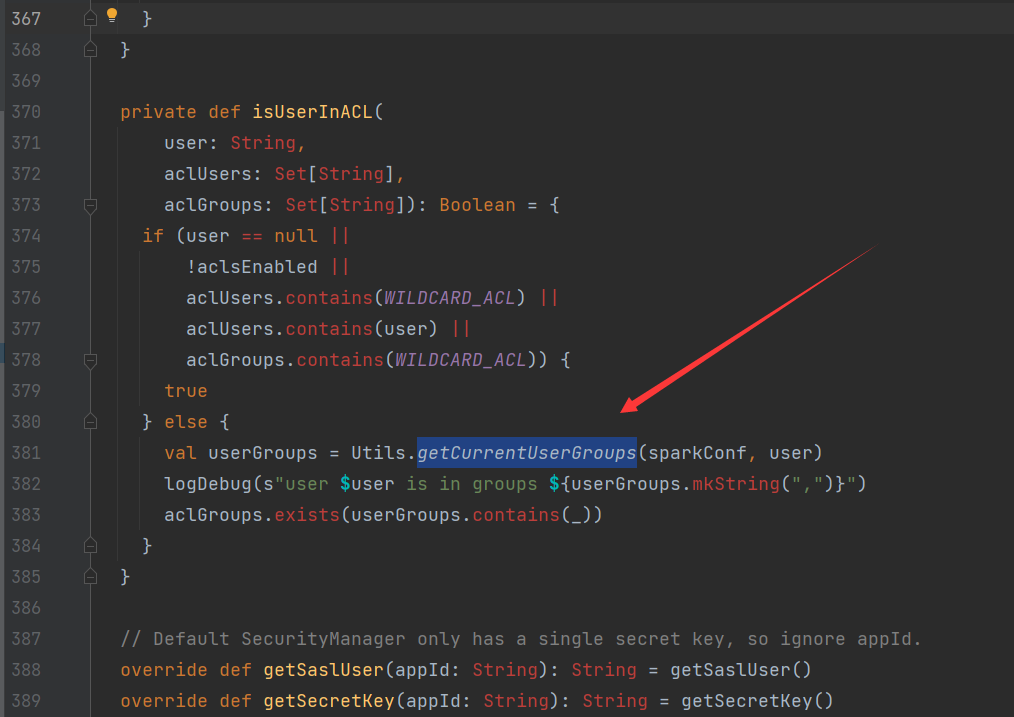 367 }
368 }
369
370 private def isUserInACL(
371 user: String,
372 aclUsers: Set[String],
373 aclGroups: Set[String]): Boolean = {
374 if (user == null ||
375 !aclsEnabled ||
376 aclUsers.contains(WILDCARD_ACL) ||
377 aclUsers.contains(user) ||
378 aclGroups.contains(WILDCARD_ACL)) {
379 true
380 } else {
381 val userGroups = Utils.getCurrentUserGroups(sparkConf, user)
382 logDebug(s"user $user is in groups ${userGroups.mkString(",")}")
383 aclGroups.exists(userGroups.contains(_))
384 }
385 }
386
387 // Default SecurityManager only has a single secret key, so ignore appId.
388 override def getSaslUser(appId: String): String = getSaslUser()
389 override def getSecretKey(appId: String): String = getSecretKey()